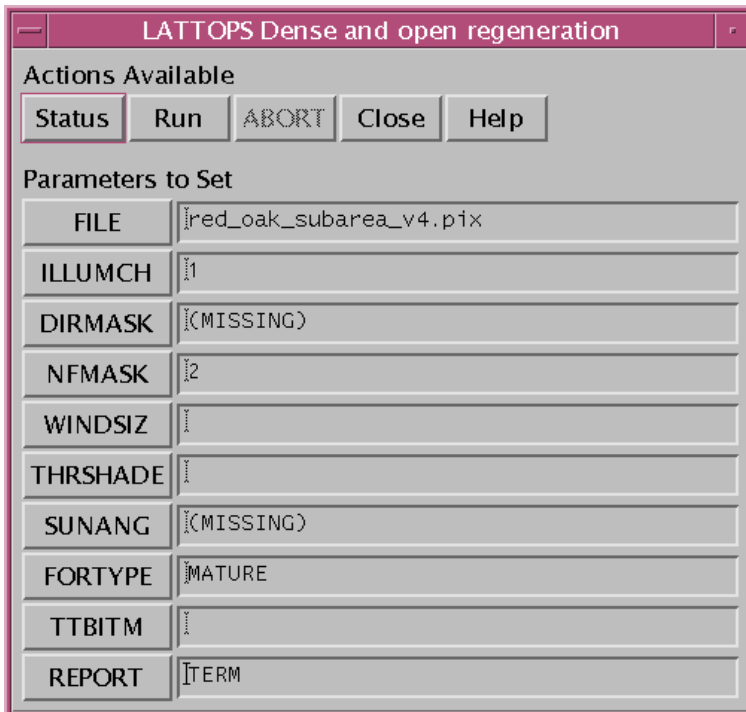 LATTOPS Dense and open regeneration
Actions Available
Status Run ABORT Close Help
Parameters to Set
FILE red_oak_subarea_v4.pix
ILLUMCH 1
DIRMASK (MISSING)
NFMASK 2
WINDSIZ
THRSHADE
SUNANG (MISSING)
FORTYPE MATURE
TTBITM
REPORT TERM